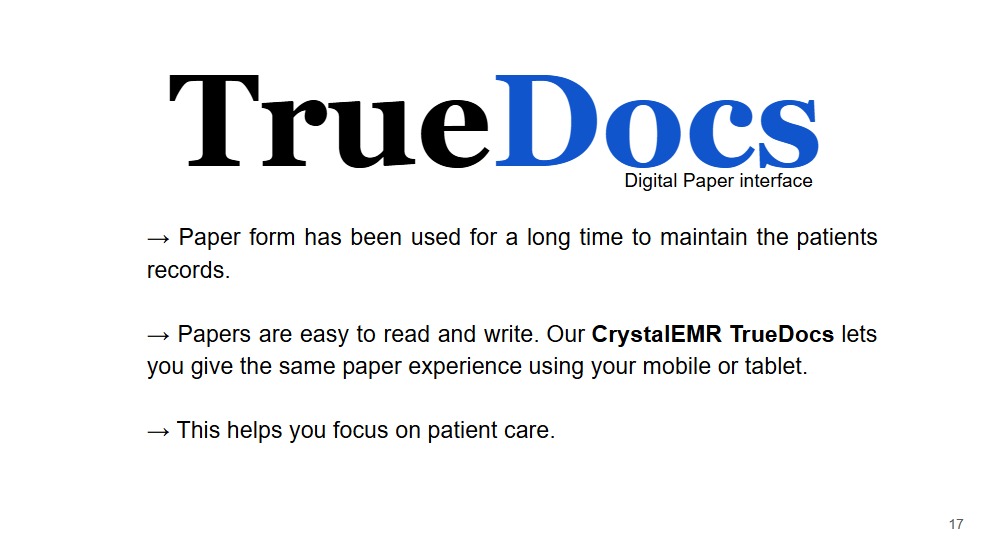 TrueDocs
Digital Paper interface
→ Paper form has been used for a long time to maintain the patients
records.
→ Papers are easy to read and write. Our CrystalEMR TrueDocs lets
you give the same paper experience using your mobile or tablet.
→ This helps you focus on patient care.
17